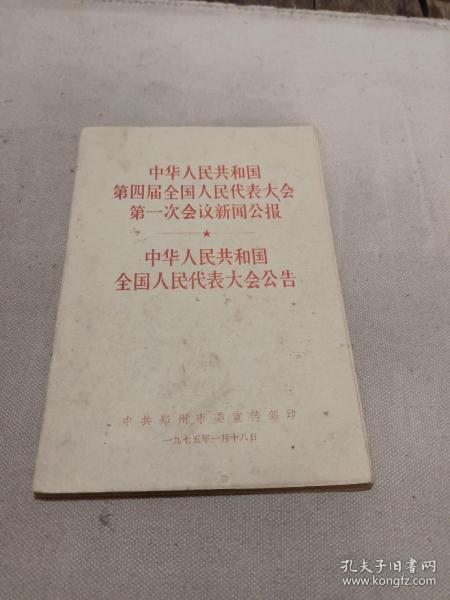 中华人民共和国
第四届全国人民代表大会
第一次会议新闻公报
★
中华人民共和国
全国人民代表大会公告
中共郑州市委宣传部印
一九七五年一月十八日
孔夫子旧书网
www.kongfz.com